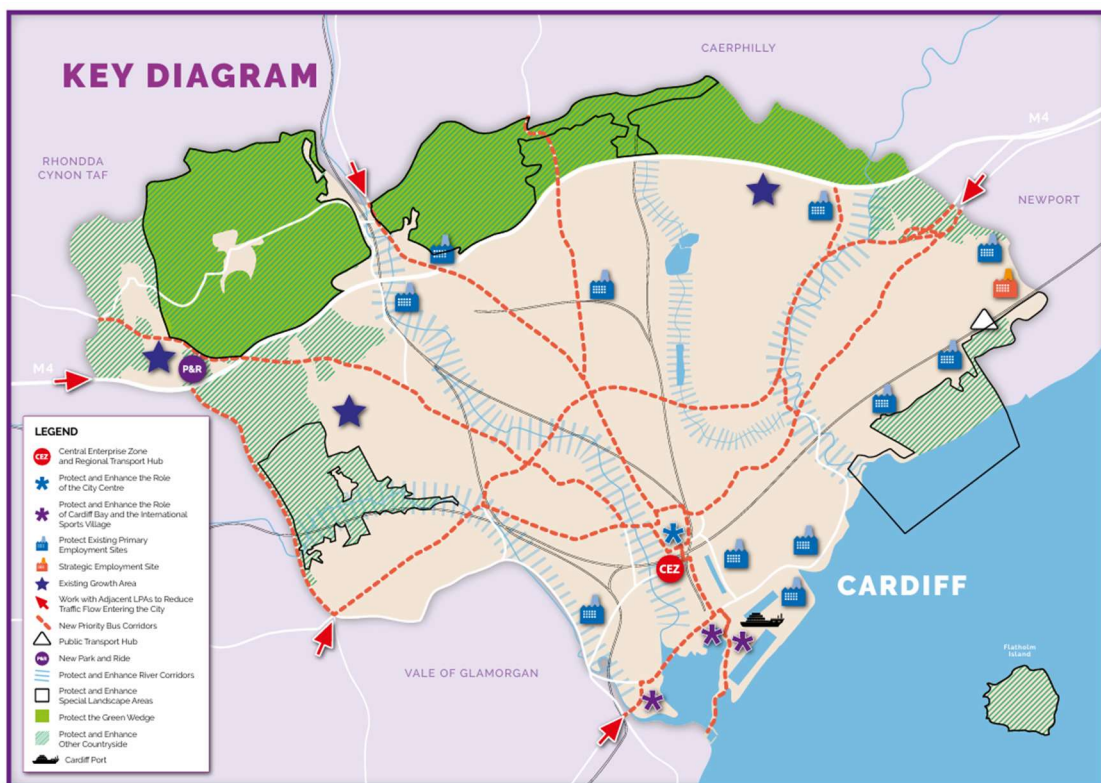 KEY DIAGRAM
CAERPHILLY
M4
RHONDDA
CYNON TAF
NEWPORT
P&R
M4
LEGEND
CEZ
Central Enterprise Zone
and Regional Transport Hub
Protect and Enhance the Role
of the City Centre
Protect and Enhance the Role
of Cardiff Bay and the International
Sports Village
Protect Existing Primary
Employment Sites
Strategic Employment Site
Existing Growth Area
Work with Adjacent LPAs to Reduce
Traffic Flow Entering the City
New Priority Bus Corridors
Public Transport Hub
P&R
New Park and Ride
Protect and Enhance River Corridors
Protect and Enhance
Special Landscape Areas
Protect the Green Wedge
Protect and Enhance
Other Countryside
Cardiff Port
CEZ
CARDIFF
VALE OF GLAMORGAN
Flatholm
Island